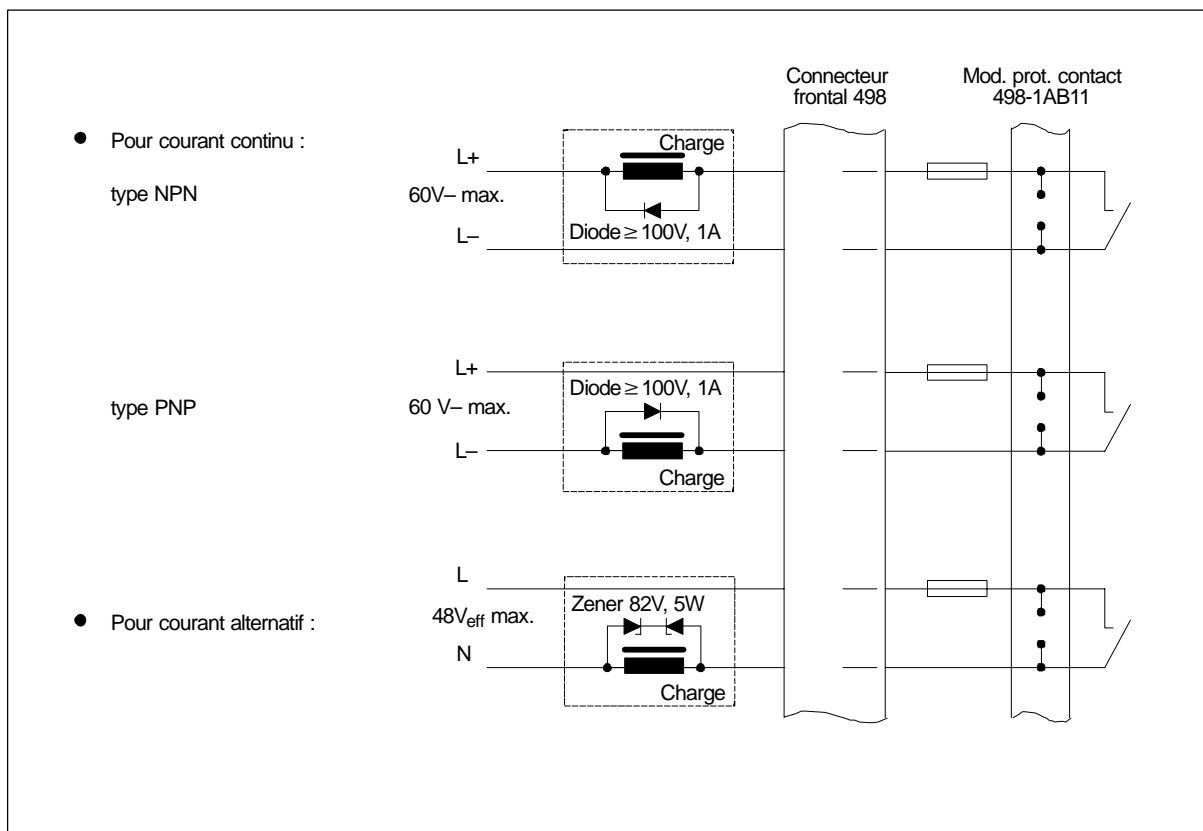 Connecteur
frontal 498
Mod. prot. contact
498-1AB11
● Pour courant continu :
type NPN
L+
60V– max.
L–
Charge
Diode ≥ 100V, 1A
type PNP
L+
60 V– max.
L–
Diode ≥ 100V, 1A
Charge
● Pour courant alternatif :
L
48Veff max.
N
Zener 82V, 5W
Charge